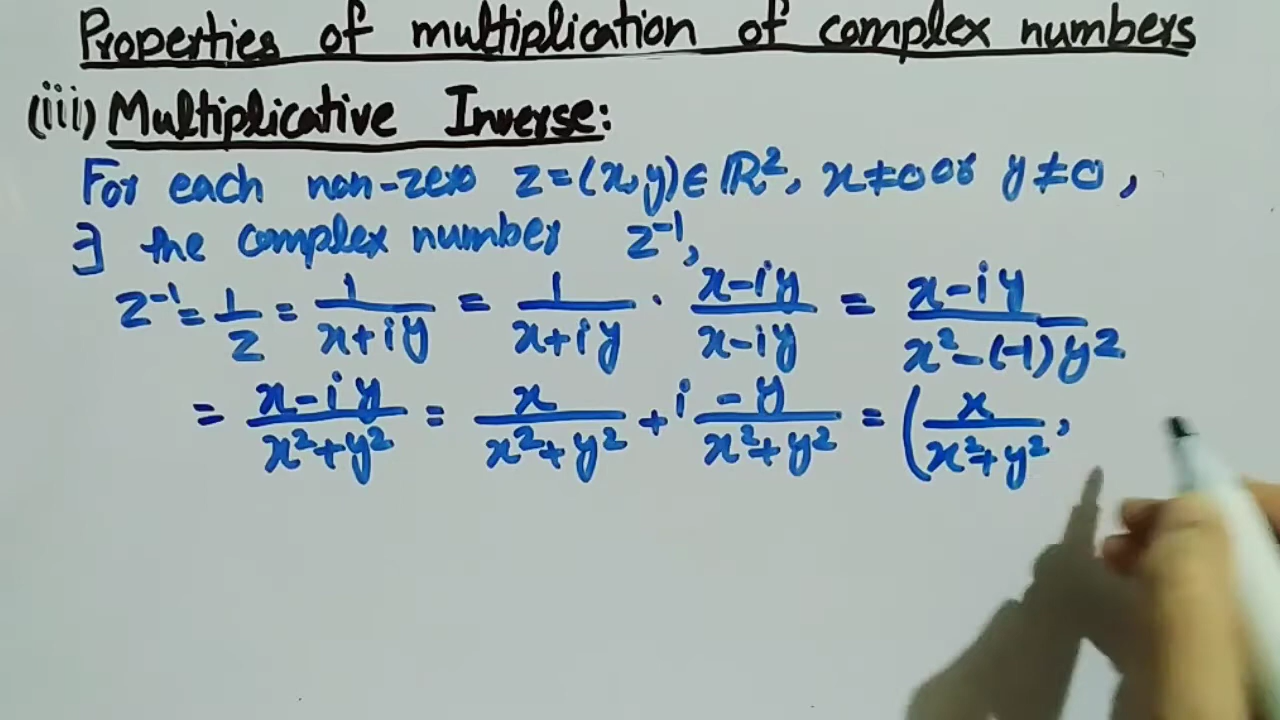 Properties of multiplication of complex numbers
(iii) Multiplicative Inverse:
For each non-zero z=(x,y)∈ℝ², x≠0 or y≠0,
∃ the complex number z⁻¹,
z⁻¹ = 1/z = 1/(x+iy) = 1/(x+iy) · (x-iy)/(x-iy) = (x-iy)/(x²-(-1)y²)
= (x-iy)/(x²+y²) = x/(x²+y²) + i (-y)/(x²+y²) = (x/(x²+y²),